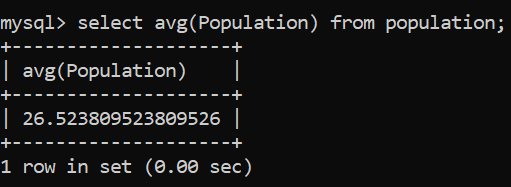 mysql> select avg(Population) from population;
+--------------------+
| avg(Population)    |
+--------------------+
| 26.523809523809526 |
+--------------------+
1 row in set (0.00 sec)